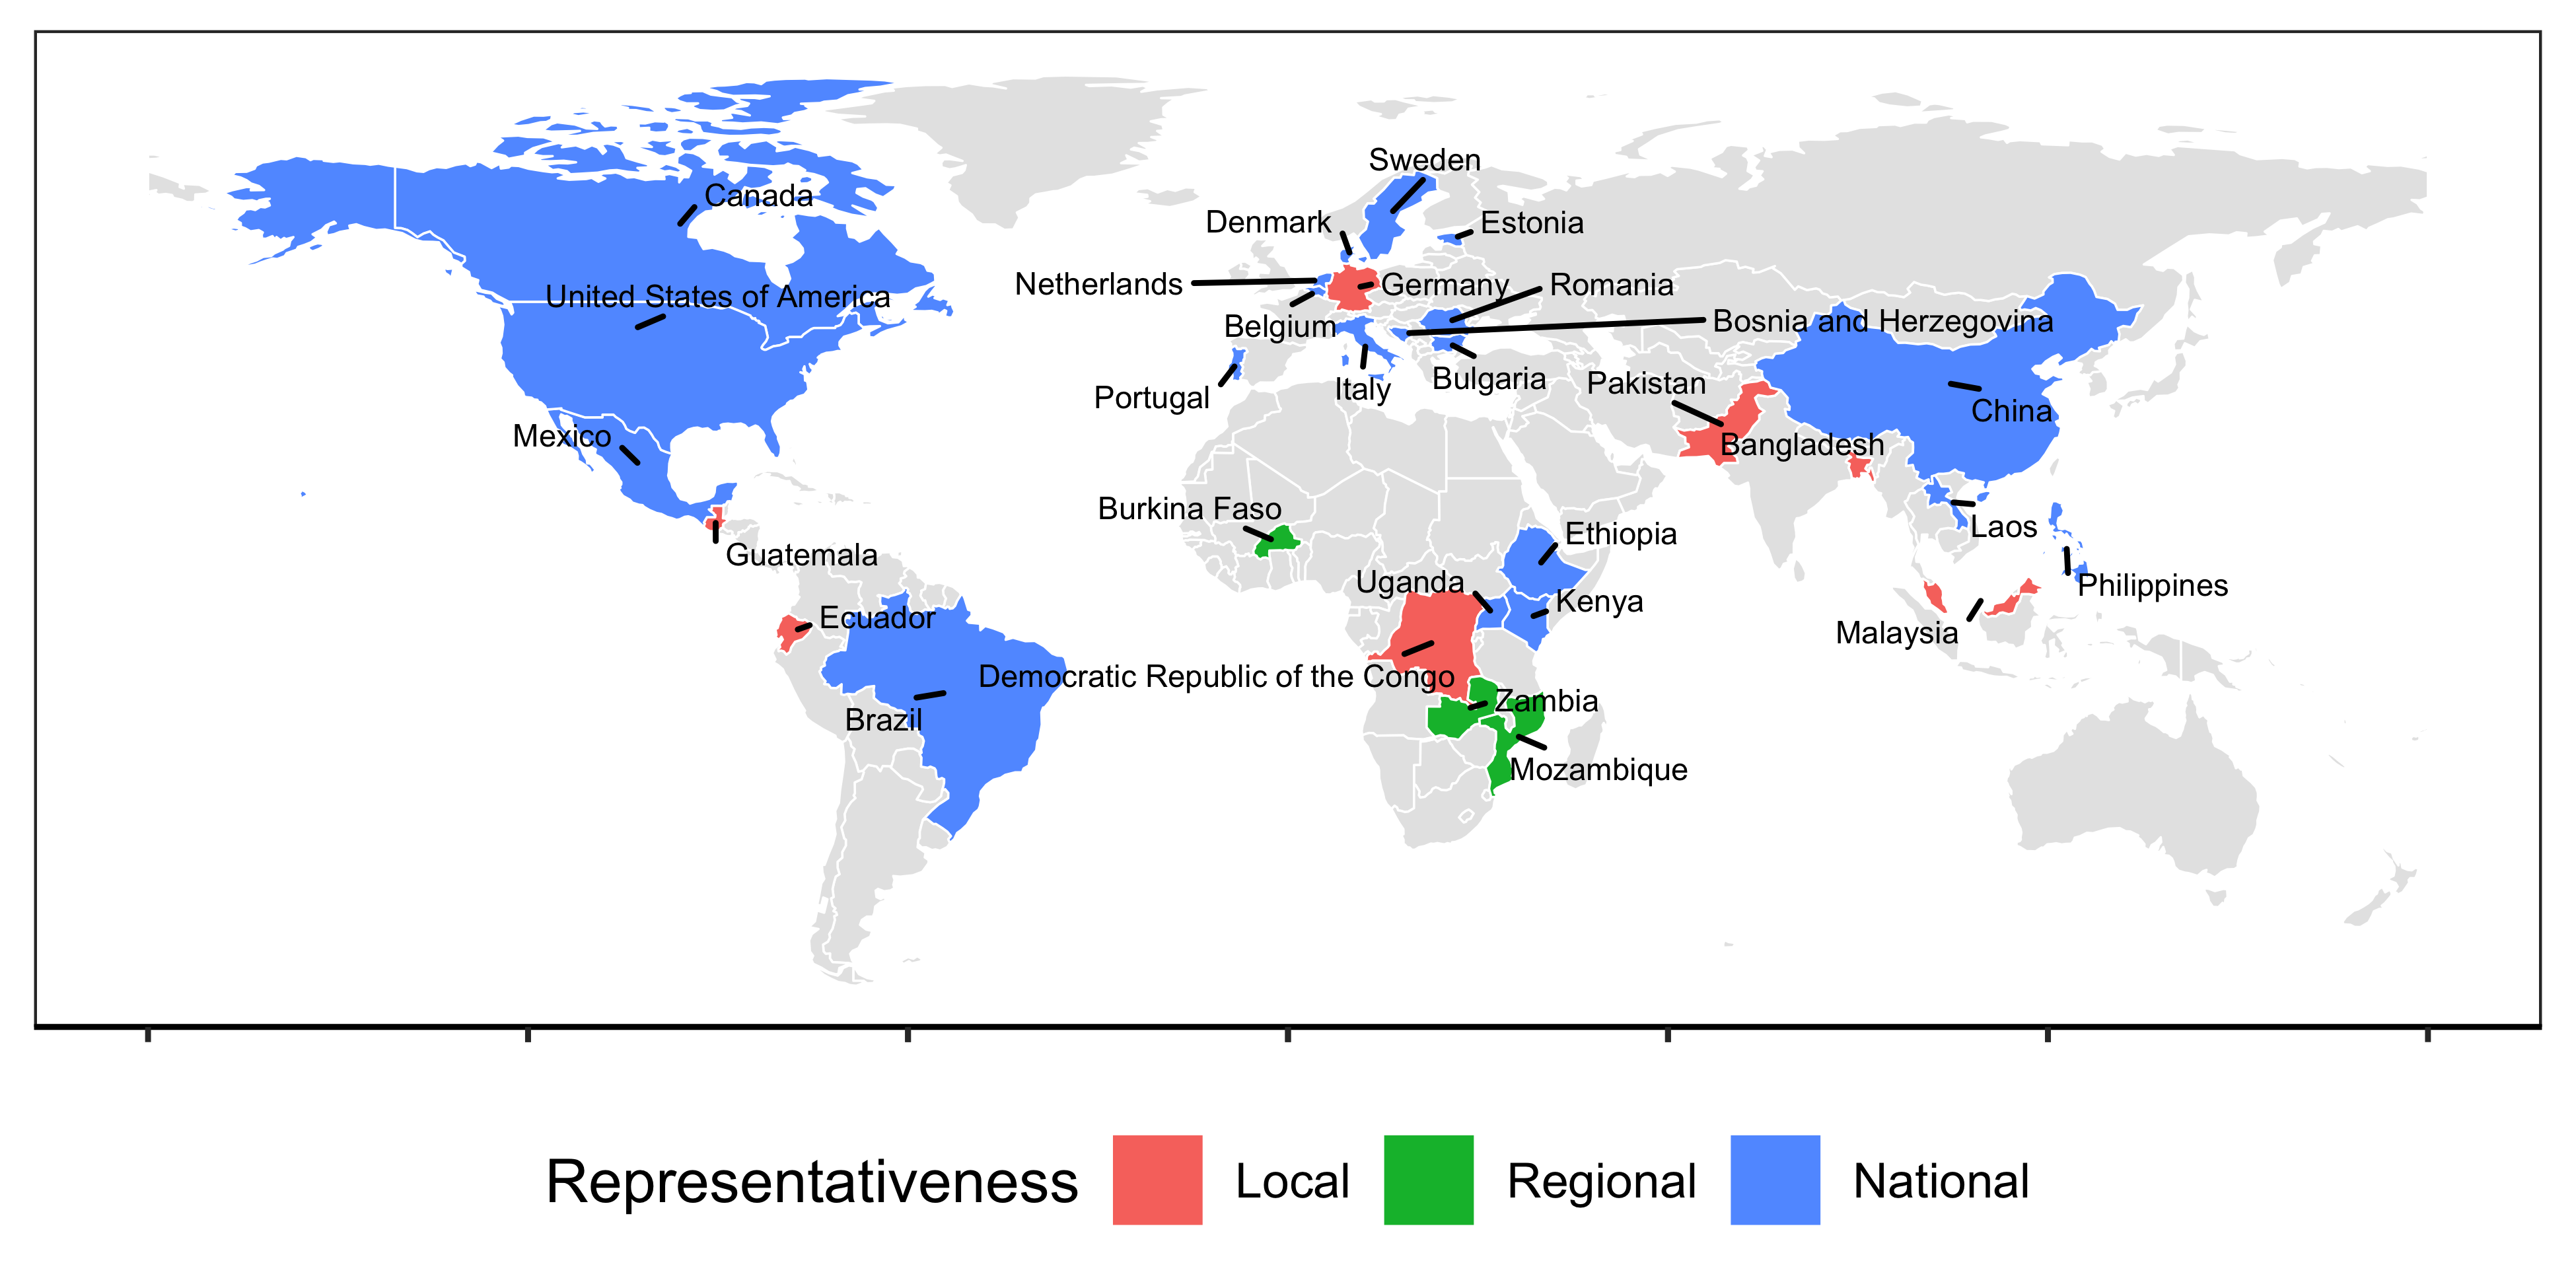 Sweden
Canada
Denmark
Estonia
Netherlands
Germany
Romania
United States of America
Belgium
Bosnia and Herzegovina
Portugal
Italy
Bulgaria
Pakistan
China
Mexico
Bangladesh
Burkina Faso
Laos
Ethiopia
Guatemala
Uganda
Philippines
Kenya
Ecuador
Malaysia
Democratic Republic of the Congo
Zambia
Brazil
Mozambique
Representativeness Local Regional National